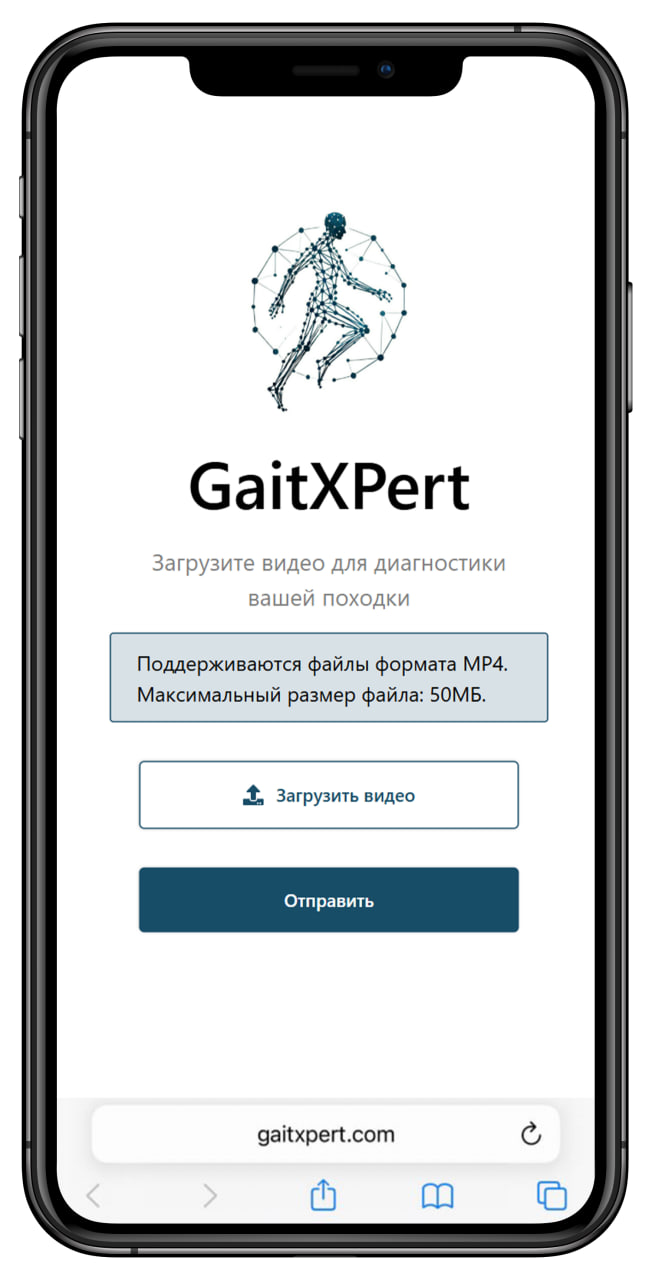 GaitXPert
Загрузите видео для диагностики
вашей походки
Поддерживаются файлы формата MP4.
Максимальный размер файла: 50МБ.
Загрузить видео
Отправить
gaitxpert.com